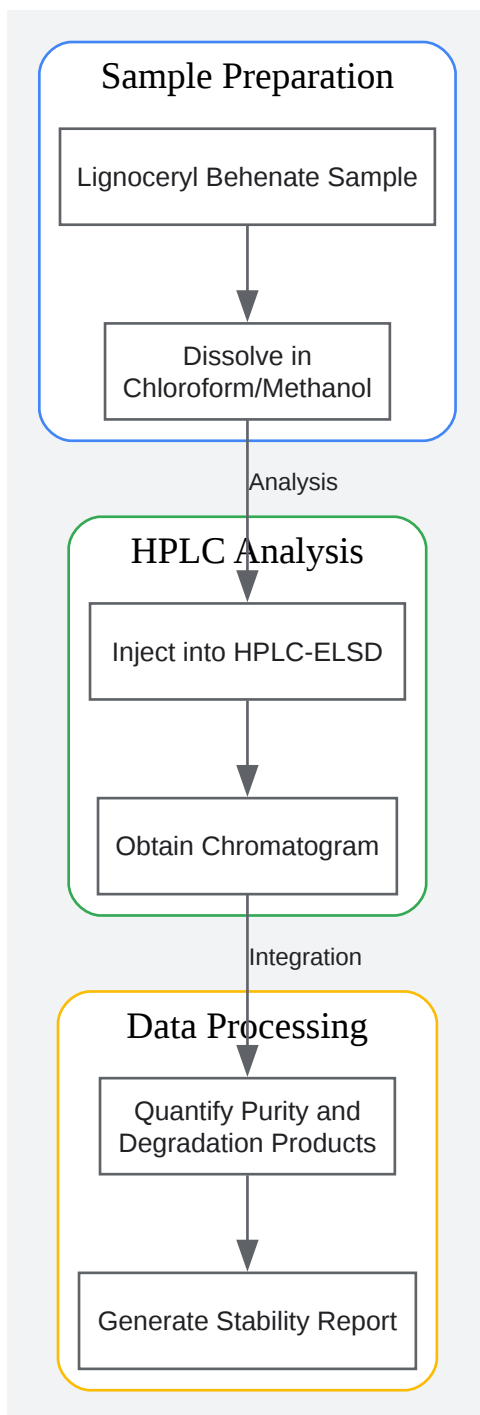 Sample Preparation
Lignoceryl Behenate Sample
Dissolve in
Chloroform/Methanol
Analysis
HPLC Analysis
Inject into HPLC-ELSD
Obtain Chromatogram
Integration
Data Processing
Quantify Purity and
Degradation Products
Generate Stability Report